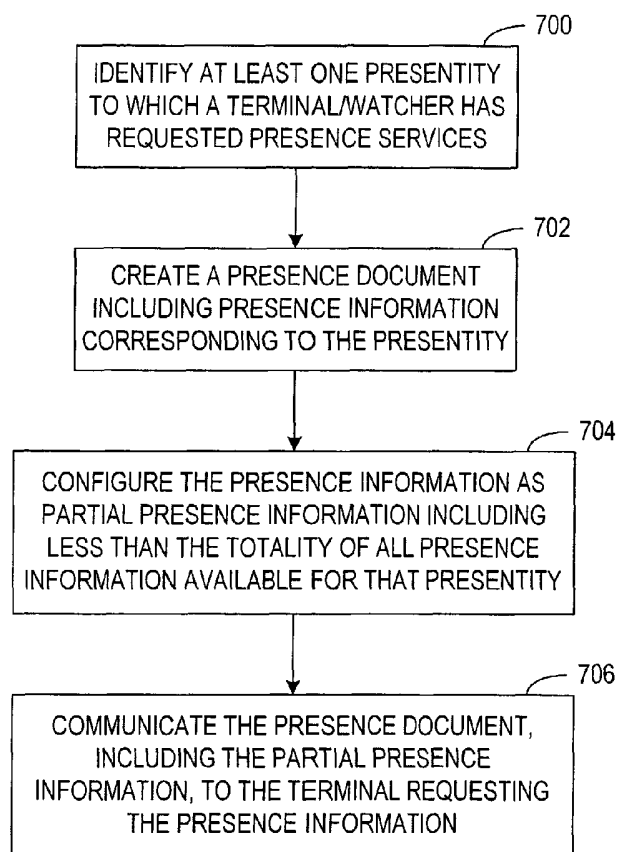 700
IDENTIFY AT LEAST ONE PRESENTITY
TO WHICH A TERMINAL/WATCHER HAS
REQUESTED PRESENCE SERVICES
702
CREATE A PRESENCE DOCUMENT
INCLUDING PRESENCE INFORMATION
CORRESPONDING TO THE PRESENTITY
704
CONFIGURE THE PRESENCE INFORMATION AS
PARTIAL PRESENCE INFORMATION INCLUDING
LESS THAN THE TOTALITY OF ALL PRESENCE
INFORMATION AVAILABLE FOR THAT PRESENTITY
706
COMMUNICATE THE PRESENCE DOCUMENT,
INCLUDING THE PARTIAL PRESENCE
INFORMATION, TO THE TERMINAL REQUESTING
THE PRESENCE INFORMATION